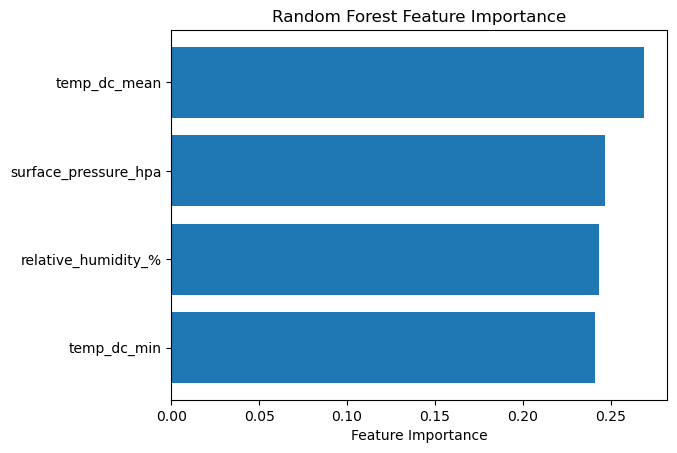 Random Forest Feature Importance
temp_dc_mean
surface_pressure_hpa
relative_humidity_%
temp_dc_min
0.00 0.05 0.10 0.15 0.20 0.25
Feature Importance